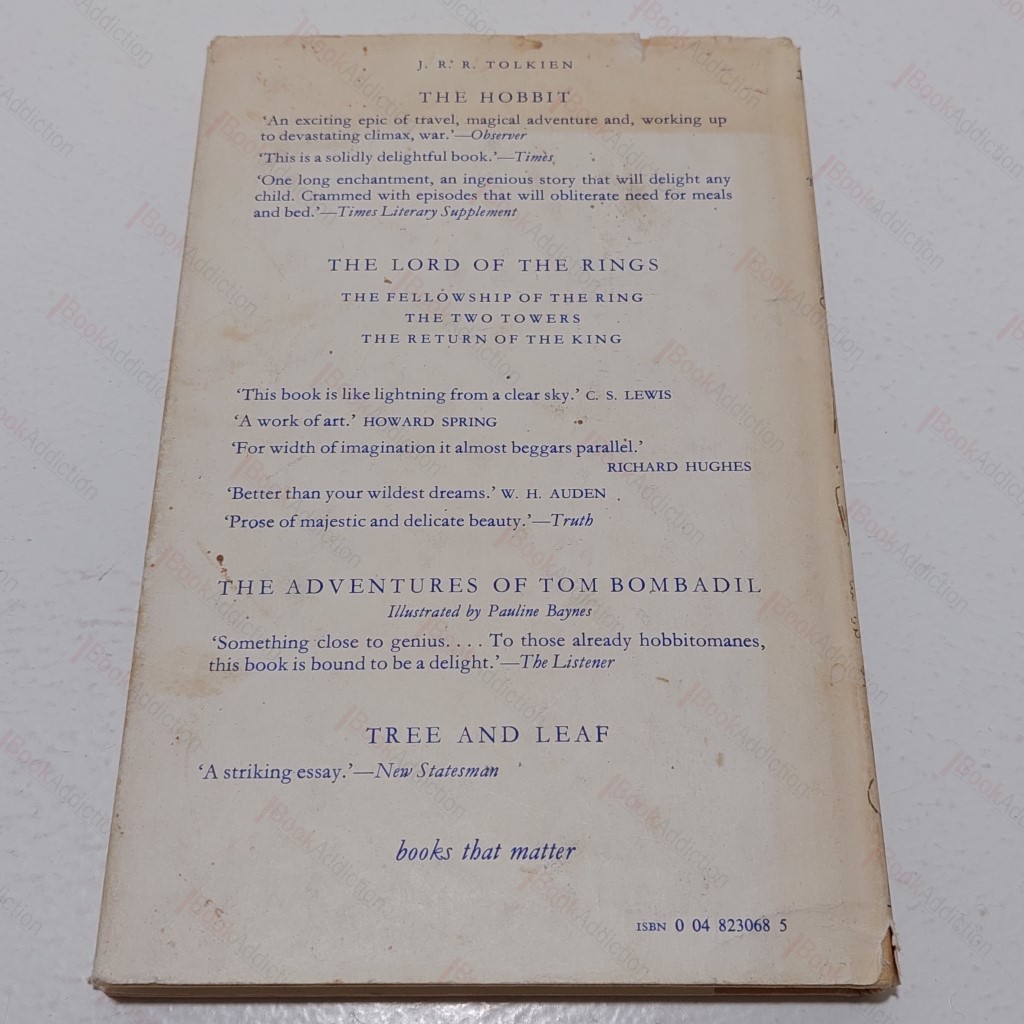 J. R. R. TOLKIEN
THE HOBBIT
‘An exciting epic of travel, magical adventure and, working up
to devastating climax, war.’—Observer
‘This is a solidly delightful book.’—Times
‘One long enchantment, an ingenious story that will delight any
child. Crammed with episodes that will obliterate need for meals
and bed.’—Times Literary Supplement
THE LORD OF THE RINGS
THE FELLOWSHIP OF THE RING
THE TWO TOWERS
THE RETURN OF THE KING
‘This book is like lightning from a clear sky.’ C. S. LEWIS
‘A work of art.’ HOWARD SPRING
‘For width of imagination it almost beggars parallel.’
RICHARD HUGHES
‘Better than your wildest dreams.’ W. H. AUDEN
‘Prose of majestic and delicate beauty.’—Truth
THE ADVENTURES OF TOM BOMBADIL
Illustrated by Pauline Baynes
‘Something close to genius. . . . To those already hobbitomanes,
this book is bound to be a delight.’—The Listener
TREE AND LEAF
‘A striking essay.’—New Statesman
books that matter
ISBN 0 04 823068 5
BookAddiction